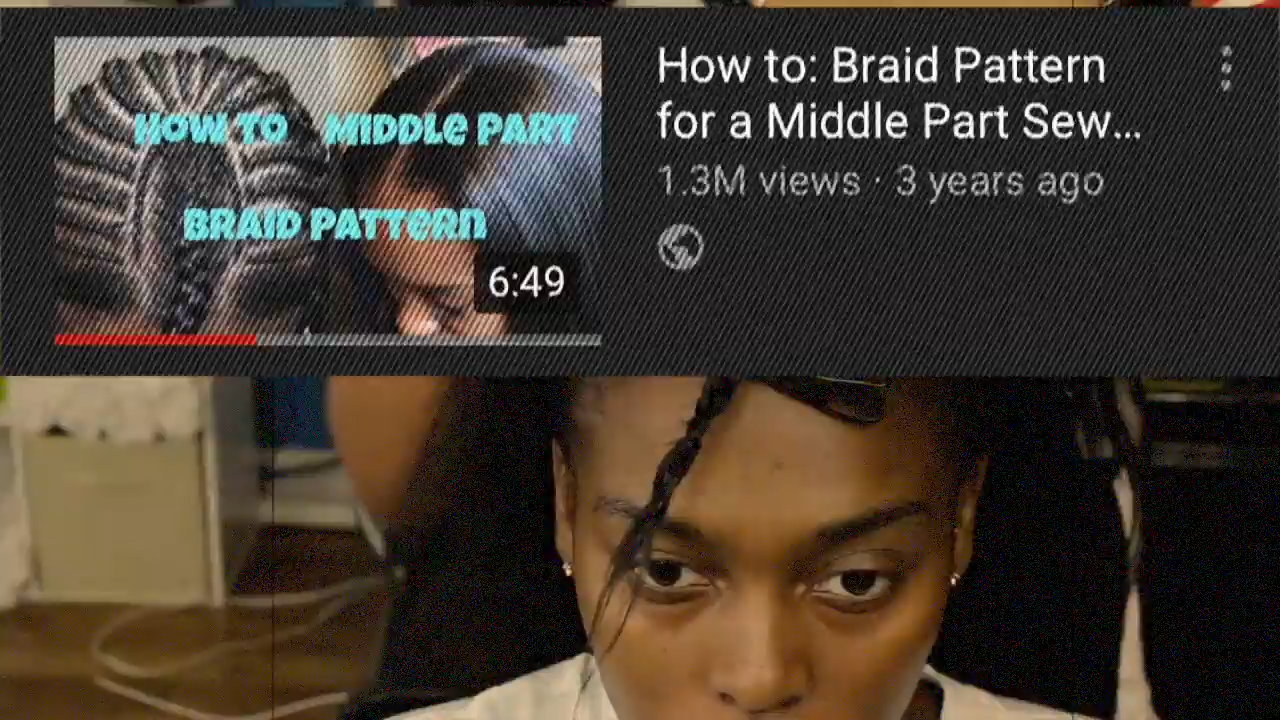 HOW TO MIDDLE PART
BRAID PATTERN
6:49
How to: Braid Pattern
for a Middle Part Sew...
1.3M views · 3 years ago